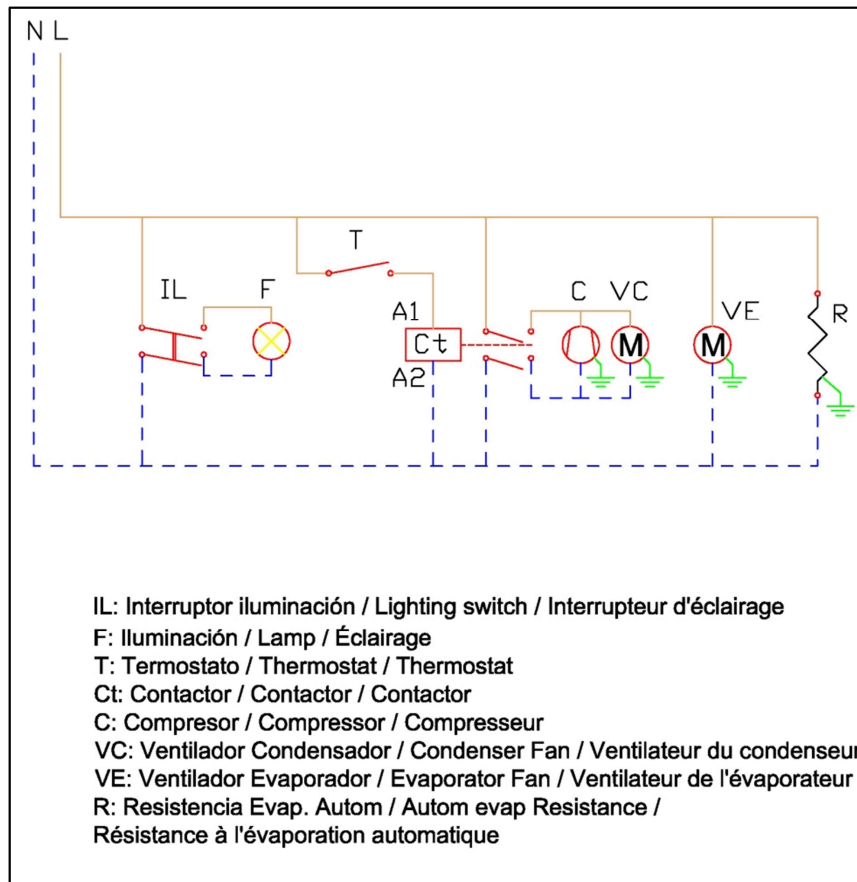 N L
T
IL F C VC VE R
A1
Ct M M
A2
IL: Interruptor iluminación / Lighting switch / Interrupteur d'éclairage
F: Iluminación / Lamp / Éclairage
T: Termostato / Thermostat / Thermostat
Ct: Contactor / Contactor / Contactor
C: Compresor / Compressor / Compresseur
VC: Ventilador Condensador / Condenser Fan / Ventilateur du condenseur
VE: Ventilador Evaporador / Evaporator Fan / Ventilateur de l'évaporateur
R: Resistencia Evap. Autom / Autom evap Resistance /
Résistance à l'évaporation automatique